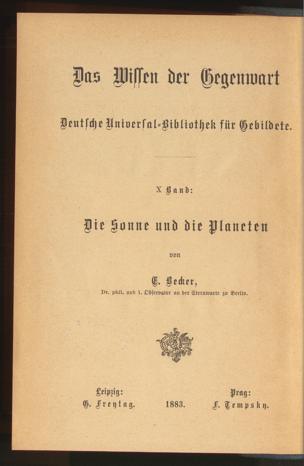 Das Wissen der Gegenwart
Deutsche Universal-Bibliothek für Gebildete.
X Band:
Die Sonne und die Planeten
von
E. Becker,
Dr. phil. und 1. Observator an der Sternwarte zu Berlin.
Leipzig: Prag:
G. Freytag. 1883. F. Tempsky.